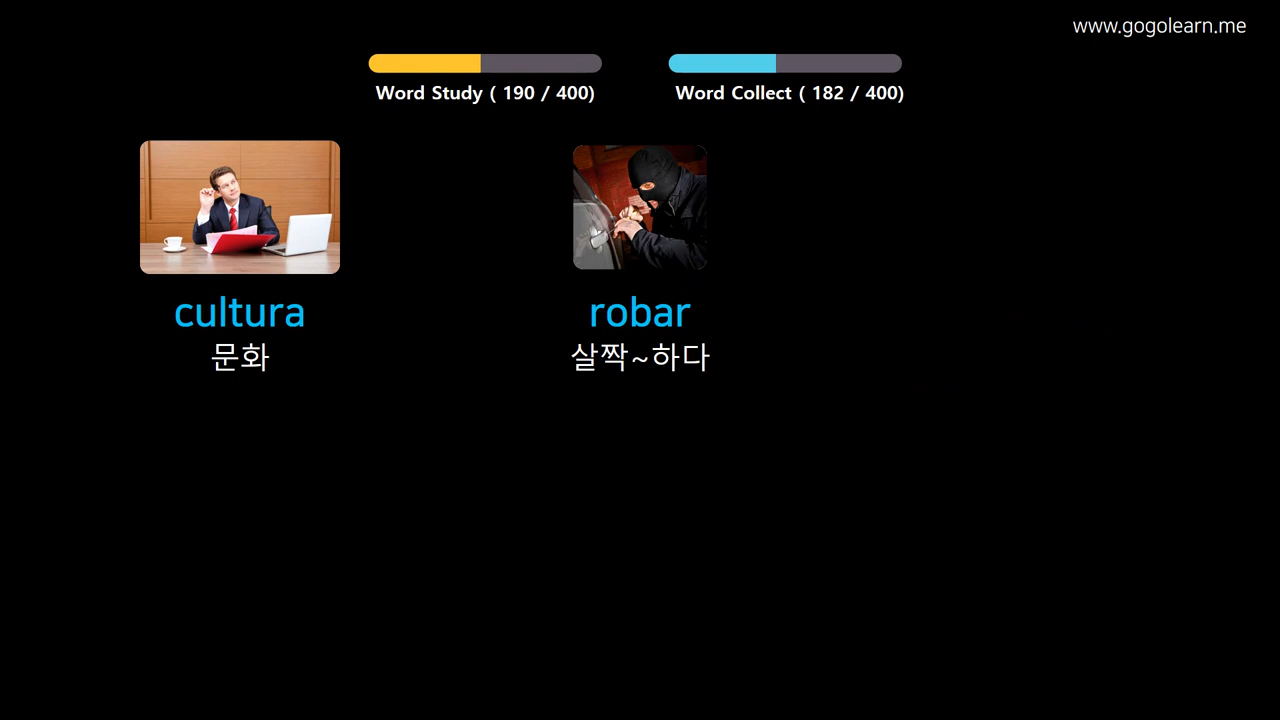 www.gogolearn.me
Word Study ( 190 / 400)
Word Collect ( 182 / 400)
cultura
robar
문화
살짝~하다